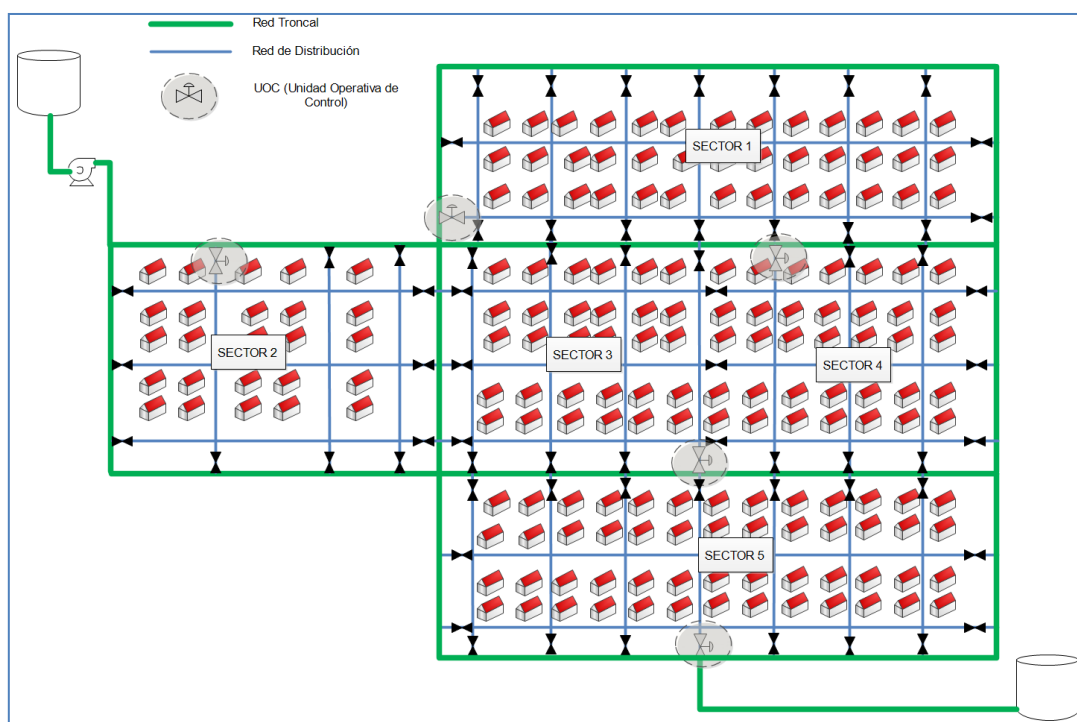 Red Troncal
Red de Distribución
UOC (Unidad Operativa de
Control)
SECTOR 1
SECTOR 2
SECTOR 3
SECTOR 4
SECTOR 5